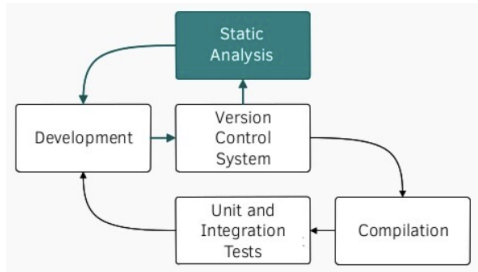 Static
Analysis
Development
Version
Control
System
Unit and
Integration
Tests
Compilation